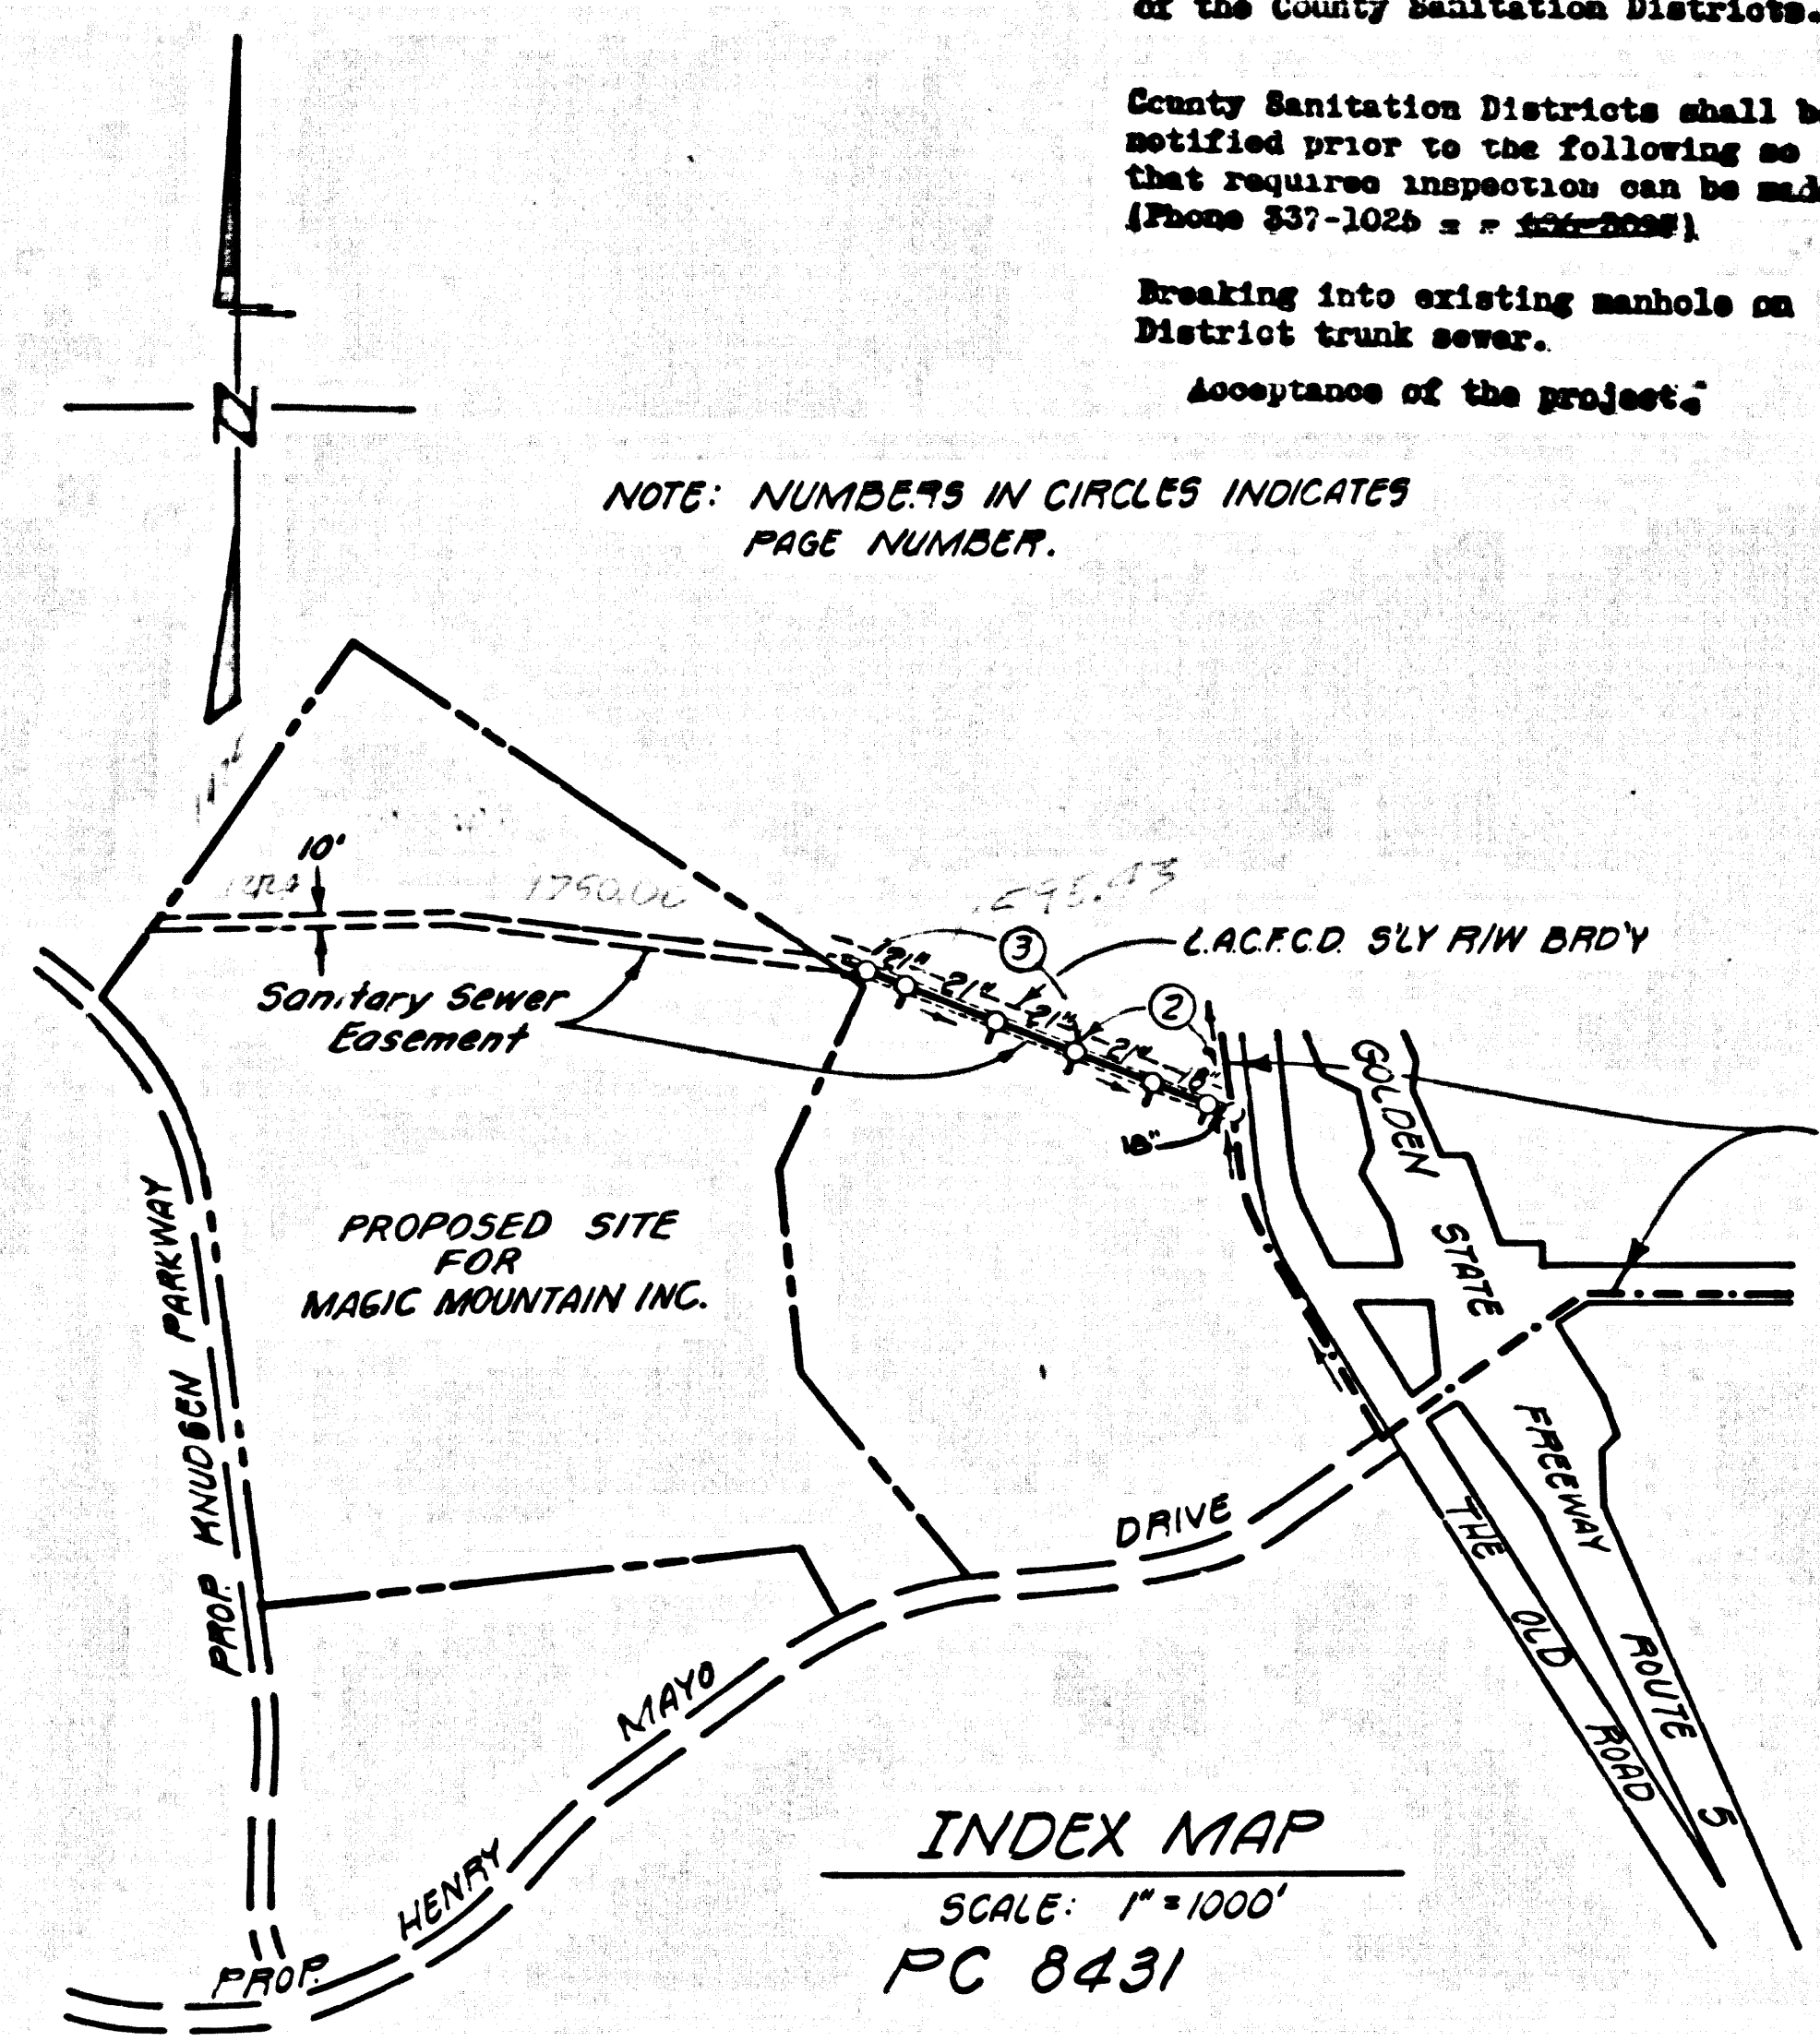 of the County Sanitation Districts.
County Sanitation Districts shall be
notified prior to the following so
that required inspection can be made
(Phone 337-1025 = =
Breaking into existing manhole on
District trunk sewer.
Acceptance of the project.
N
NOTE: NUMBERS IN CIRCLES INDICATES
PAGE NUMBER.
10'
1750.00
295.43
21"
21"
21"
21"
18"
18"
3
2
L.A.C.F.C.D. S'LY R/W BRD'Y
Sanitary Sewer
Easement
PROPOSED SITE
FOR
MAGIC MOUNTAIN INC.
PROP. KNUDSEN PARKWAY
GOLDEN
STATE
FREEWAY
ROUTE 5
THE OLD ROAD
PROP. HENRY MAYO DRIVE
INDEX MAP
SCALE: 1"=1000'
PC 8431